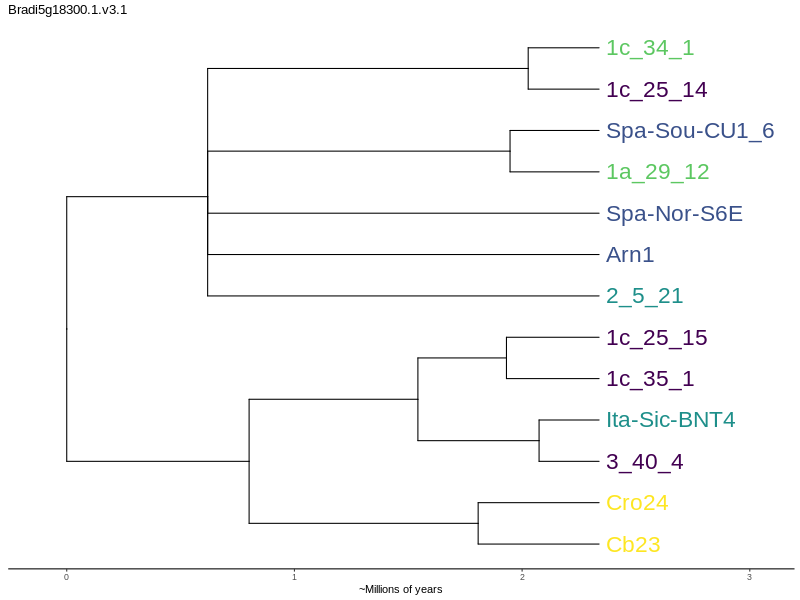 Bradi5g18300.1.v3.1
1c_34_1
1c_25_14
Spa-Sou-CU1_6
1a_29_12
Spa-Nor-S6E
Arn1
2_5_21
1c_25_15
1c_35_1
Ita-Sic-BNT4
3_40_4
Cro24
Cb23
0 1 2 3
~Millions of years